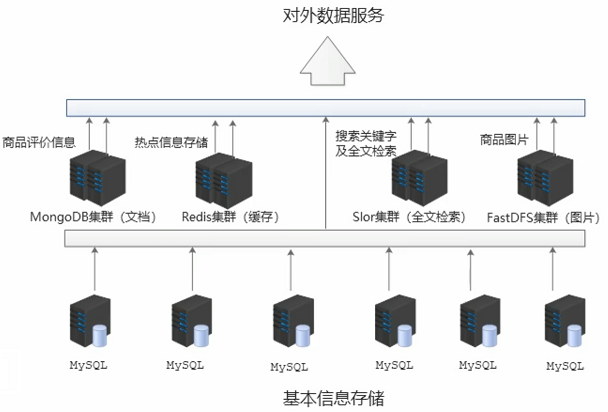 对外数据服务
商品评价信息
热点信息存储
搜索关键字
及全文检索
商品图片
MongoDB集群（文档）
Redis集群（缓存）
Slor集群（全文检索）
FastDFS集群（图片）
MySQL
MySQL
MySQL
MySQL
MySQL
MySQL
基本信息存储